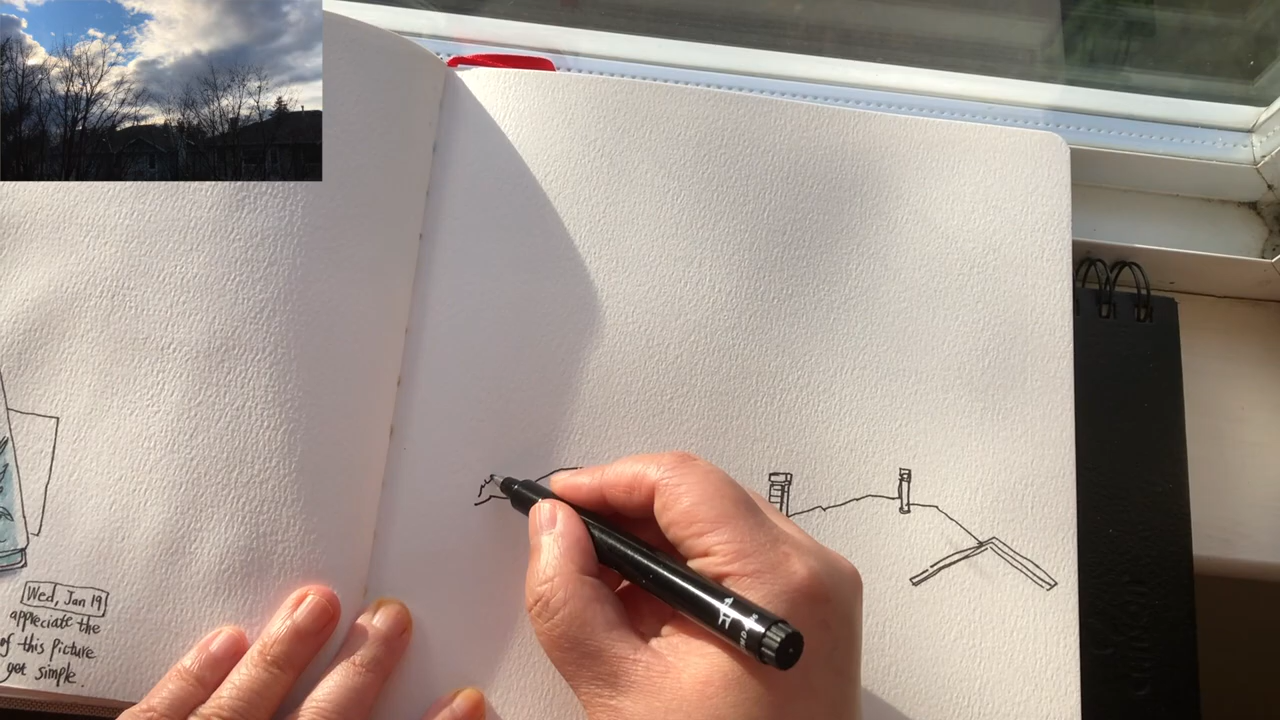 Wed, Jan 19
appreciate the
of this Picture
get simple.